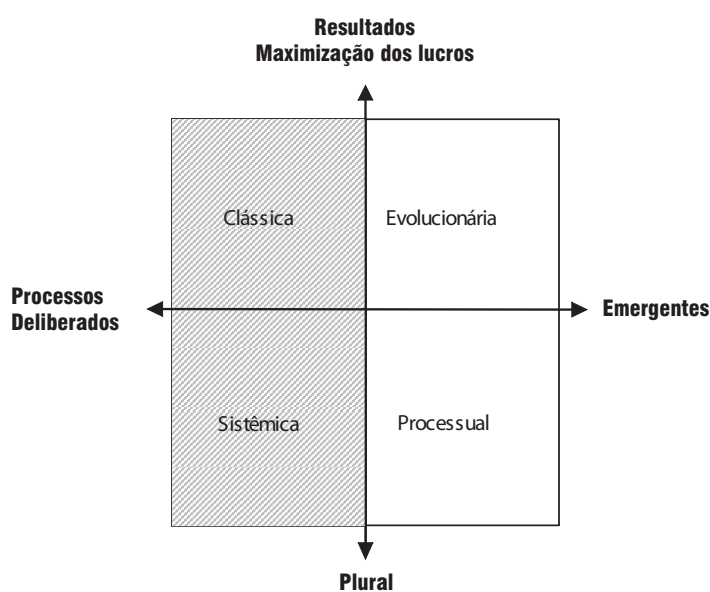 Resultados
Maximização dos lucros
Clássica
Evolucionária
Processos
Deliberados
Emergentes
Sistêmica
Processual
Plural